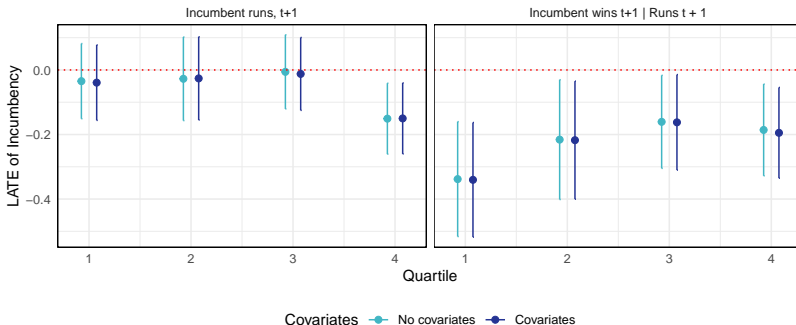 Incumbent runs, t+1
Incumbent wins t+1 | Runs t + 1
LATE of Incumbency
0.0
−0.2
−0.4
1 2 3 4
1 2 3 4
Quartile
Covariates No covariates Covariates